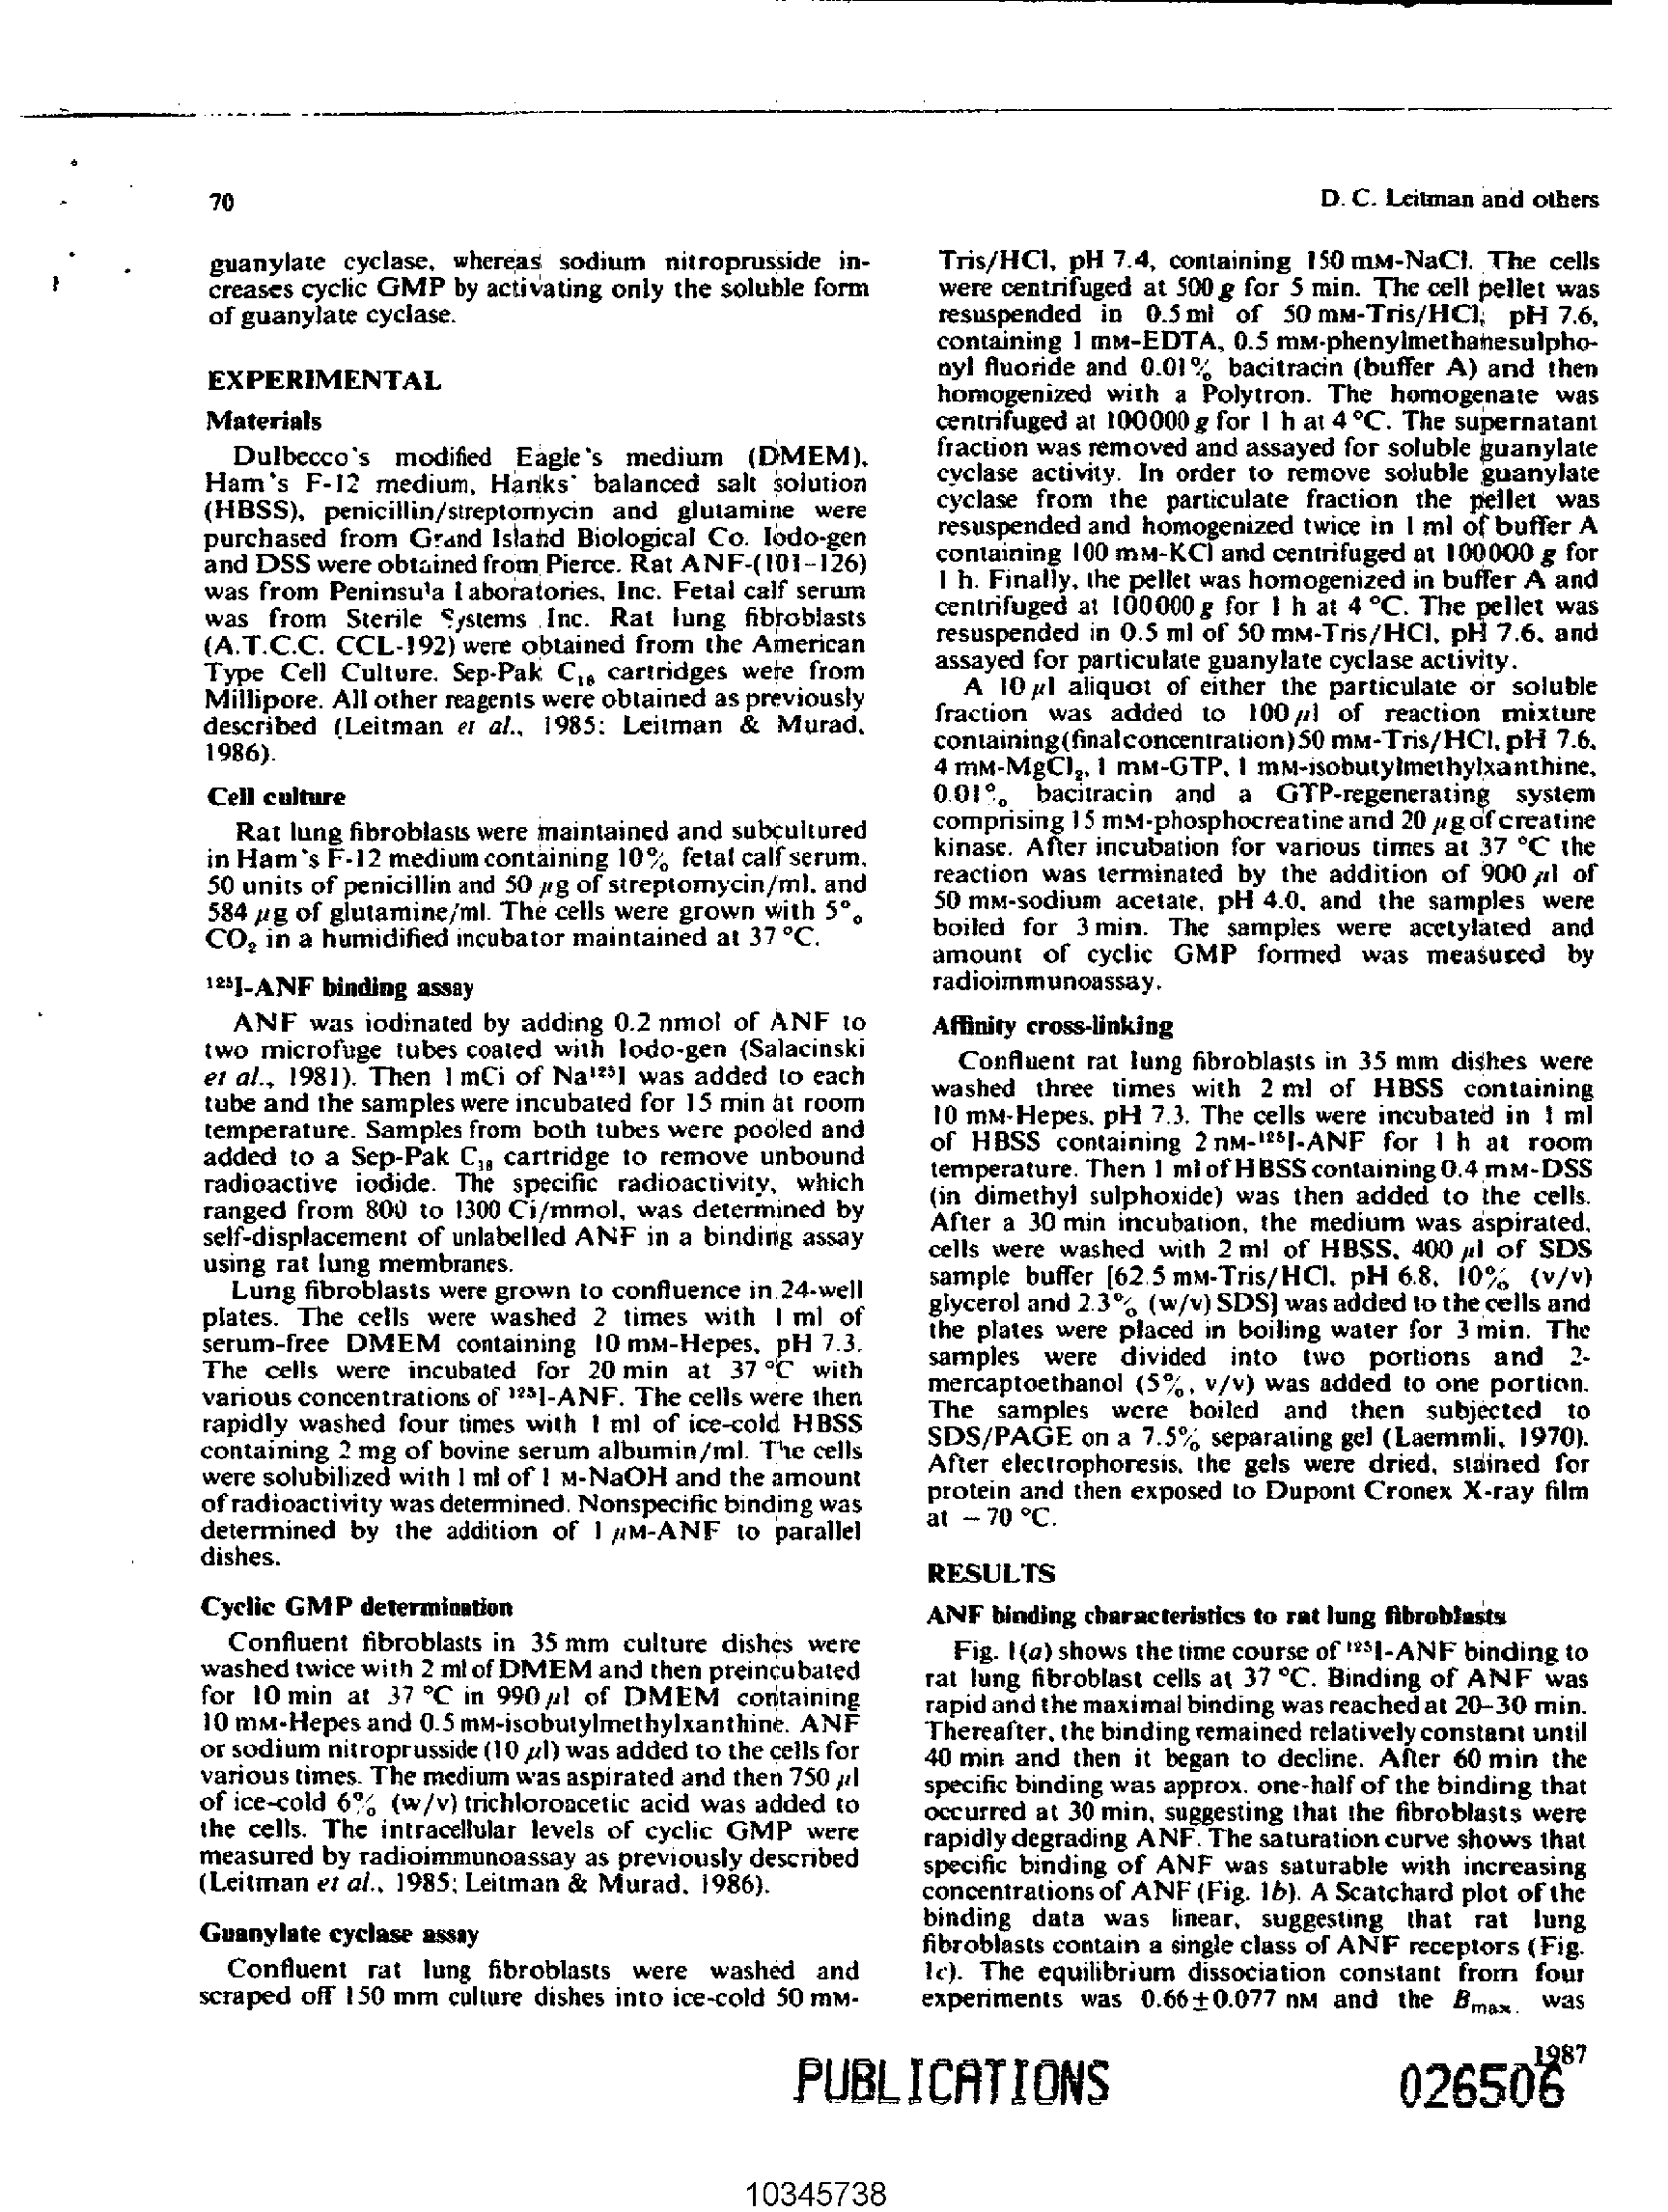 70
D. C. Leitman and others
guanylate cyclase, whereas sodium nitroprusside in-
creases cyclic GMP by activating only the soluble form
of guanylate cyclase.
EXPERIMENTAL
Materials
Dulbecco's modified Eagle's medium (DMEM),
Ham's F-12 medium, Hanks' balanced salt solution
(HBSS), penicillin/streptomycin and glutamine were
purchased from Grand Island Biological Co. Iodo-gen
and DSS were obtained from Pierce. Rat ANF-(101–126)
was from Peninsula Laboratories, Inc. Fetal calf serum
was from Sterile Systems Inc. Rat lung fibroblasts
(A.T.C.C. CCL-192) were obtained from the American
Type Cell Culture. Sep-Pak C₁₈ cartridges were from
Millipore. All other reagents were obtained as previously
described (Leitman et al., 1985; Leitman & Murad,
1986).
Cell culture
Rat lung fibroblasts were maintained and subcultured
in Ham's F-12 medium containing 10% fetal calf serum,
50 units of penicillin and 50 μg of streptomycin/ml, and
584 μg of glutamine/ml. The cells were grown with 5%
CO₂ in a humidified incubator maintained at 37 °C.
¹²⁵I-ANF binding assay
ANF was iodinated by adding 0.2 nmol of ANF to
two microfuge tubes coated with Iodo-gen (Salacinski
et al., 1981). Then 1 mCi of Na¹²⁵I was added to each
tube and the samples were incubated for 15 min at room
temperature. Samples from both tubes were pooled and
added to a Sep-Pak C₁₈ cartridge to remove unbound
radioactive iodide. The specific radioactivity, which
ranged from 800 to 1300 Ci/mmol, was determined by
self-displacement of unlabelled ANF in a binding assay
using rat lung membranes.
Lung fibroblasts were grown to confluence in 24-well
plates. The cells were washed 2 times with 1 ml of
serum-free DMEM containing 10 mM-Hepes, pH 7.3.
The cells were incubated for 20 min at 37 °C with
various concentrations of ¹²⁵I-ANF. The cells were then
rapidly washed four times with 1 ml of ice-cold HBSS
containing 2 mg of bovine serum albumin/ml. The cells
were solubilized with 1 ml of 1 M-NaOH and the amount
of radioactivity was determined. Nonspecific binding was
determined by the addition of 1 μM-ANF to parallel
dishes.
Cyclic GMP determination
Confluent fibroblasts in 35 mm culture dishes were
washed twice with 2 ml of DMEM and then preincubated
for 10 min at 37 °C in 990 μl of DMEM containing
10 mM-Hepes and 0.5 mM-isobutylmethylxanthine. ANF
or sodium nitroprusside (10 μl) was added to the cells for
various times. The medium was aspirated and then 750 μl
of ice-cold 6% (w/v) trichloroacetic acid was added to
the cells. The intracellular levels of cyclic GMP were
measured by radioimmunoassay as previously described
(Leitman et al., 1985; Leitman & Murad, 1986).
Guanylate cyclase assay
Confluent rat lung fibroblasts were washed and
scraped off 150 mm culture dishes into ice-cold 50 mM-
Tris/HCl, pH 7.4, containing 150 mM-NaCl. The cells
were centrifuged at 500 g for 5 min. The cell pellet was
resuspended in 0.5 ml of 50 mM-Tris/HCl, pH 7.6,
containing 1 mM-EDTA, 0.5 mM-phenylmethanesulpho-
nyl fluoride and 0.01% bacitracin (buffer A) and then
homogenized with a Polytron. The homogenate was
centrifuged at 100000 g for 1 h at 4 °C. The supernatant
fraction was removed and assayed for soluble guanylate
cyclase activity. In order to remove soluble guanylate
cyclase from the particulate fraction the pellet was
resuspended and homogenized twice in 1 ml of buffer A
containing 100 mM-KCl and centrifuged at 100000 g for
1 h. Finally, the pellet was homogenized in buffer A and
centrifuged at 100000 g for 1 h at 4 °C. The pellet was
resuspended in 0.5 ml of 50 mM-Tris/HCl, pH 7.6, and
assayed for particulate guanylate cyclase activity.
A 10 μl aliquot of either the particulate or soluble
fraction was added to 100 μl of reaction mixture
containing (final concentration) 50 mM-Tris/HCl, pH 7.6,
4 mM-MgCl₂, 1 mM-GTP, 1 mM-isobutylmethylxanthine,
0.01% bacitracin and a GTP-regenerating system
comprising 15 mM-phosphocreatine and 20 μg of creatine
kinase. After incubation for various times at 37 °C the
reaction was terminated by the addition of 900 μl of
50 mM-sodium acetate, pH 4.0, and the samples were
boiled for 3 min. The samples were acetylated and
amount of cyclic GMP formed was measured by
radioimmunoassay.
Affinity cross-linking
Confluent rat lung fibroblasts in 35 mm dishes were
washed three times with 2 ml of HBSS containing
10 mM-Hepes, pH 7.3. The cells were incubated in 1 ml
of HBSS containing 2 nM-¹²⁵I-ANF for 1 h at room
temperature. Then 1 ml of HBSS containing 0.4 mM-DSS
(in dimethyl sulphoxide) was then added to the cells.
After a 30 min incubation, the medium was aspirated,
cells were washed with 2 ml of HBSS, 400 μl of SDS
sample buffer [62.5 mM-Tris/HCl, pH 6.8, 10% (v/v)
glycerol and 2.3% (w/v) SDS] was added to the cells and
the plates were placed in boiling water for 3 min. The
samples were divided into two portions and 2-
mercaptoethanol (5%, v/v) was added to one portion.
The samples were boiled and then subjected to
SDS/PAGE on a 7.5% separating gel (Laemmli, 1970).
After electrophoresis, the gels were dried, stained for
protein and then exposed to Dupont Cronex X-ray film
at −70 °C.
RESULTS
ANF binding characteristics to rat lung fibroblasts
Fig. 1(a) shows the time course of ¹²⁵I-ANF binding to
rat lung fibroblast cells at 37 °C. Binding of ANF was
rapid and the maximal binding was reached at 20–30 min.
Thereafter, the binding remained relatively constant until
40 min and then it began to decline. After 60 min the
specific binding was approx. one-half of the binding that
occurred at 30 min, suggesting that the fibroblasts were
rapidly degrading ANF. The saturation curve shows that
specific binding of ANF was saturable with increasing
concentrations of ANF (Fig. 1b). A Scatchard plot of the
binding data was linear, suggesting that rat lung
fibroblasts contain a single class of ANF receptors (Fig.
1c). The equilibrium dissociation constant from four
experiments was 0.66±0.077 nM and the Bmax. was
1987
PUBLICATIONS
026506
10345738